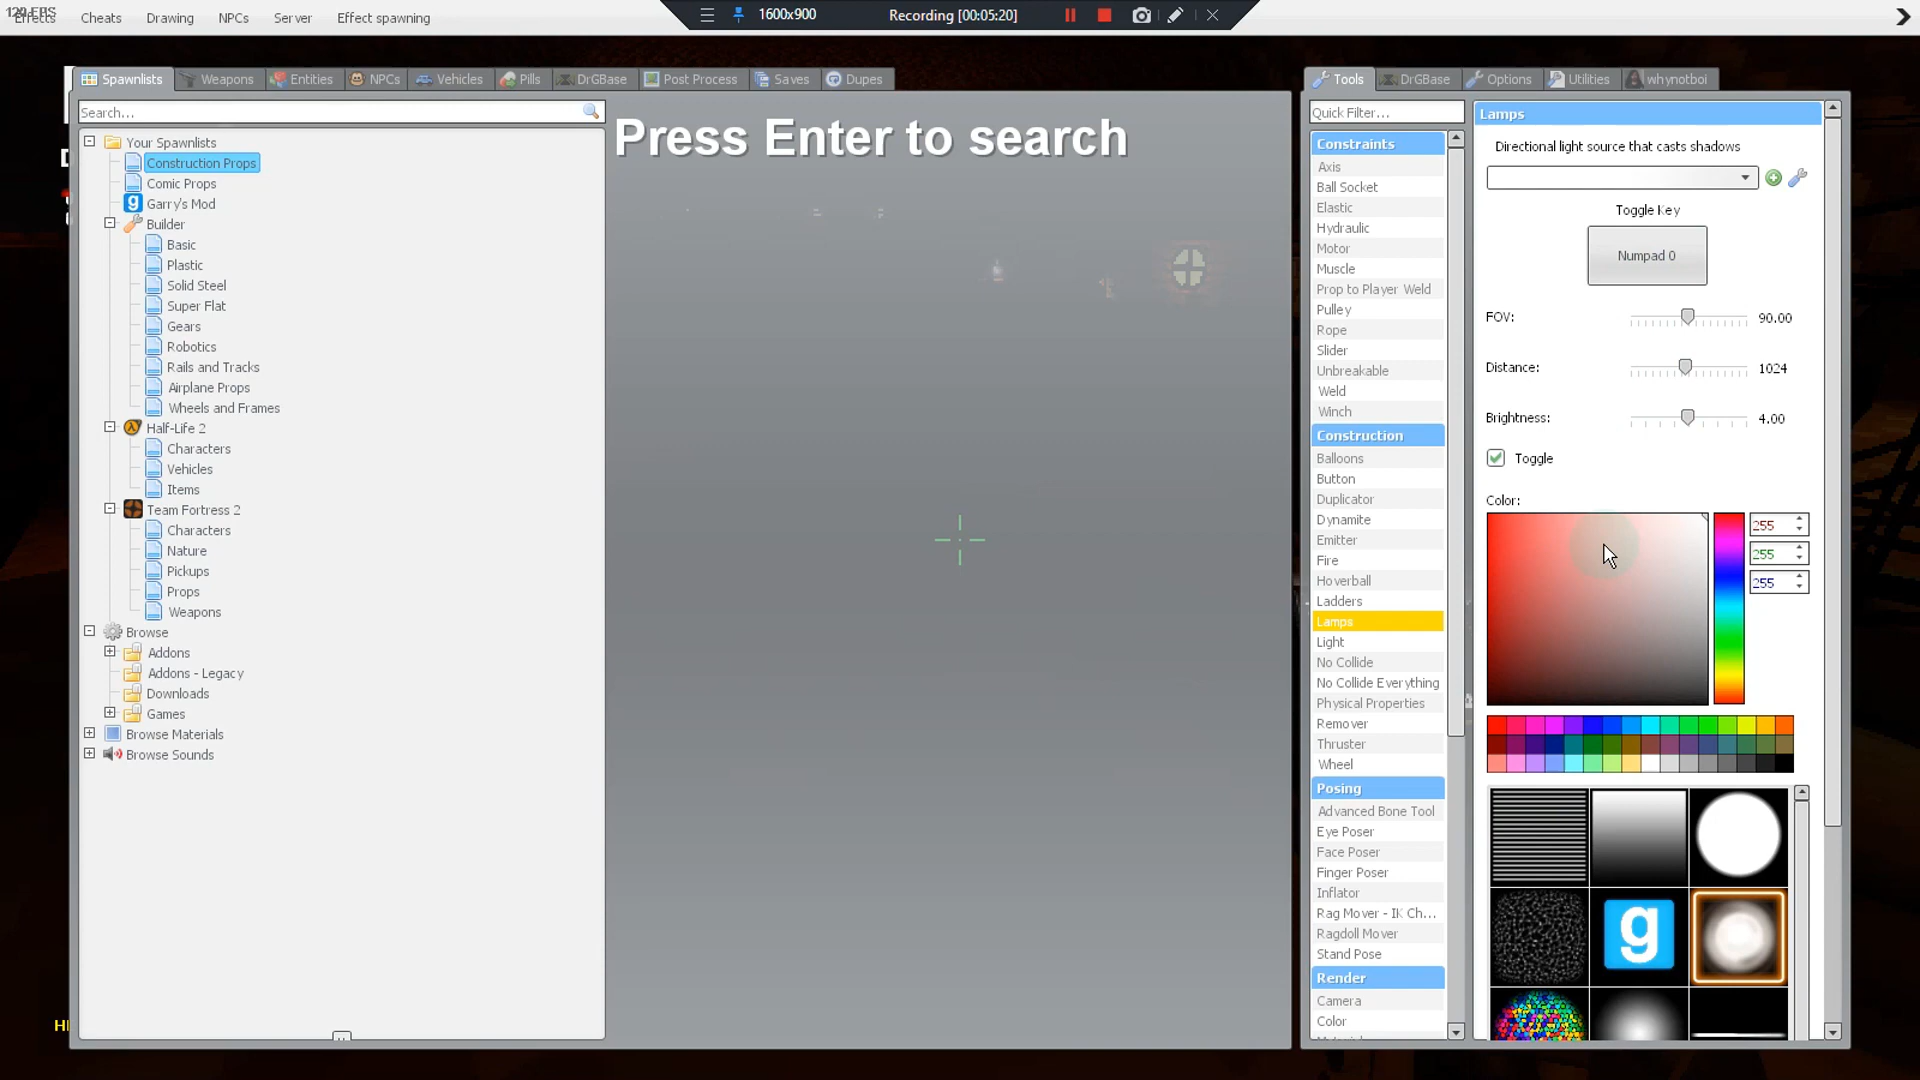 Effects Cheats Drawing NPCs Server Effect spawning
1600x900 Recording [00:05:20]
Spawnlists Weapons Entities NPCs Vehicles Pills DrGBase Post Process Saves Dupes
Search...
Press Enter to search
Your Spawnlists
Construction Props
Comic Props
g Garry's Mod
Builder
Basic
Plastic
Solid Steel
Super Flat
Gears
Robotics
Rails and Tracks
Airplane Props
Wheels and Frames
Half-Life 2
Characters
Vehicles
Items
Team Fortress 2
Characters
Nature
Pickups
Props
Weapons
Browse
Addons
Addons - Legacy
Downloads
Games
Browse Materials
Browse Sounds
Tools DrGBase Options Utilities whynotboi
Quick Filter...
Constraints
Axis
Ball Socket
Elastic
Hydraulic
Motor
Muscle
Prop to Player Weld
Pulley
Rope
Slider
Unbreakable
Weld
Winch
Construction
Balloons
Button
Duplicator
Dynamite
Emitter
Fire
Hoverball
Ladders
Lamps
Light
No Collide
No Collide Everything
Physical Properties
Remover
Thruster
Wheel
Posing
Advanced Bone Tool
Eye Poser
Face Poser
Finger Poser
Inflator
Rag Mover - IK Ch...
Ragdoll Mover
Stand Pose
Render
Camera
Color
Lamps
Directional light source that casts shadows
Toggle Key
Numpad 0
FOV: 90.00
Distance: 1024
Brightness: 4.00
Toggle
Color:
255
255
255
g